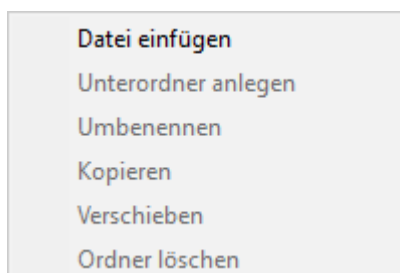 Datei einfügen
Unterordner anlegen
Umbenennen
Kopieren
Verschieben
Ordner löschen